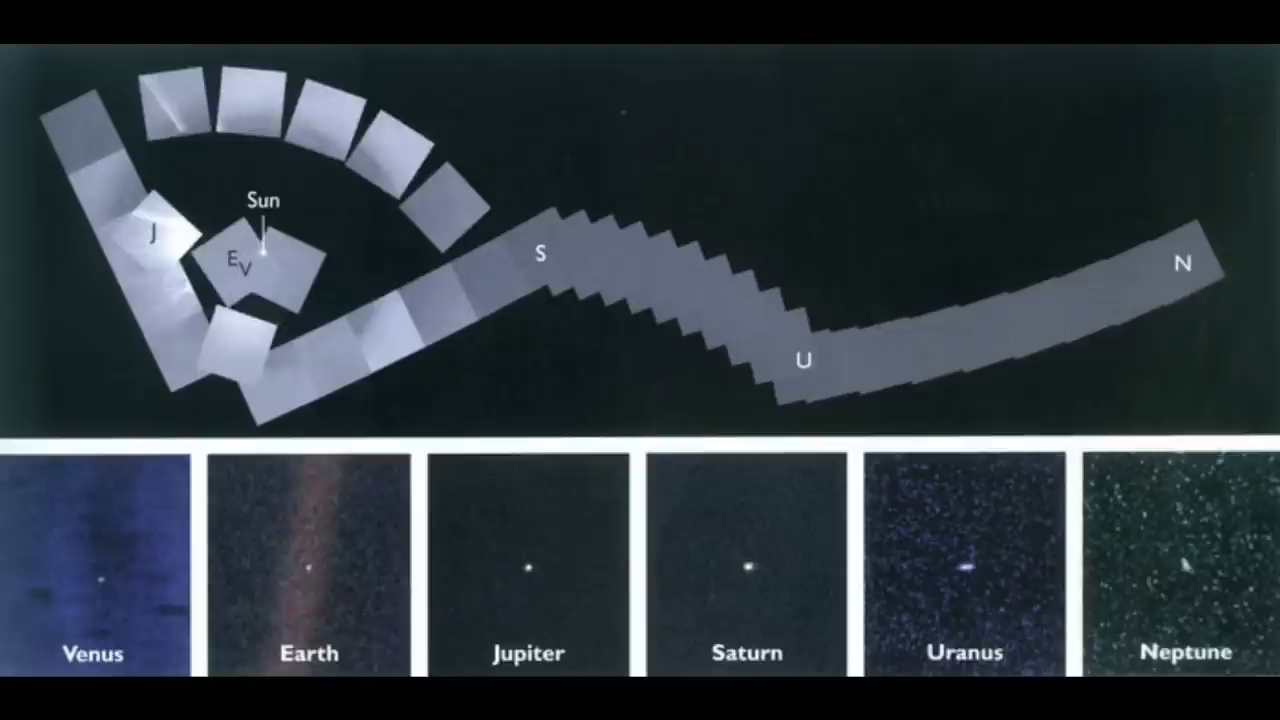 Sun
J
E
V
S
U
N
Venus
Earth
Jupiter
Saturn
Uranus
Neptune